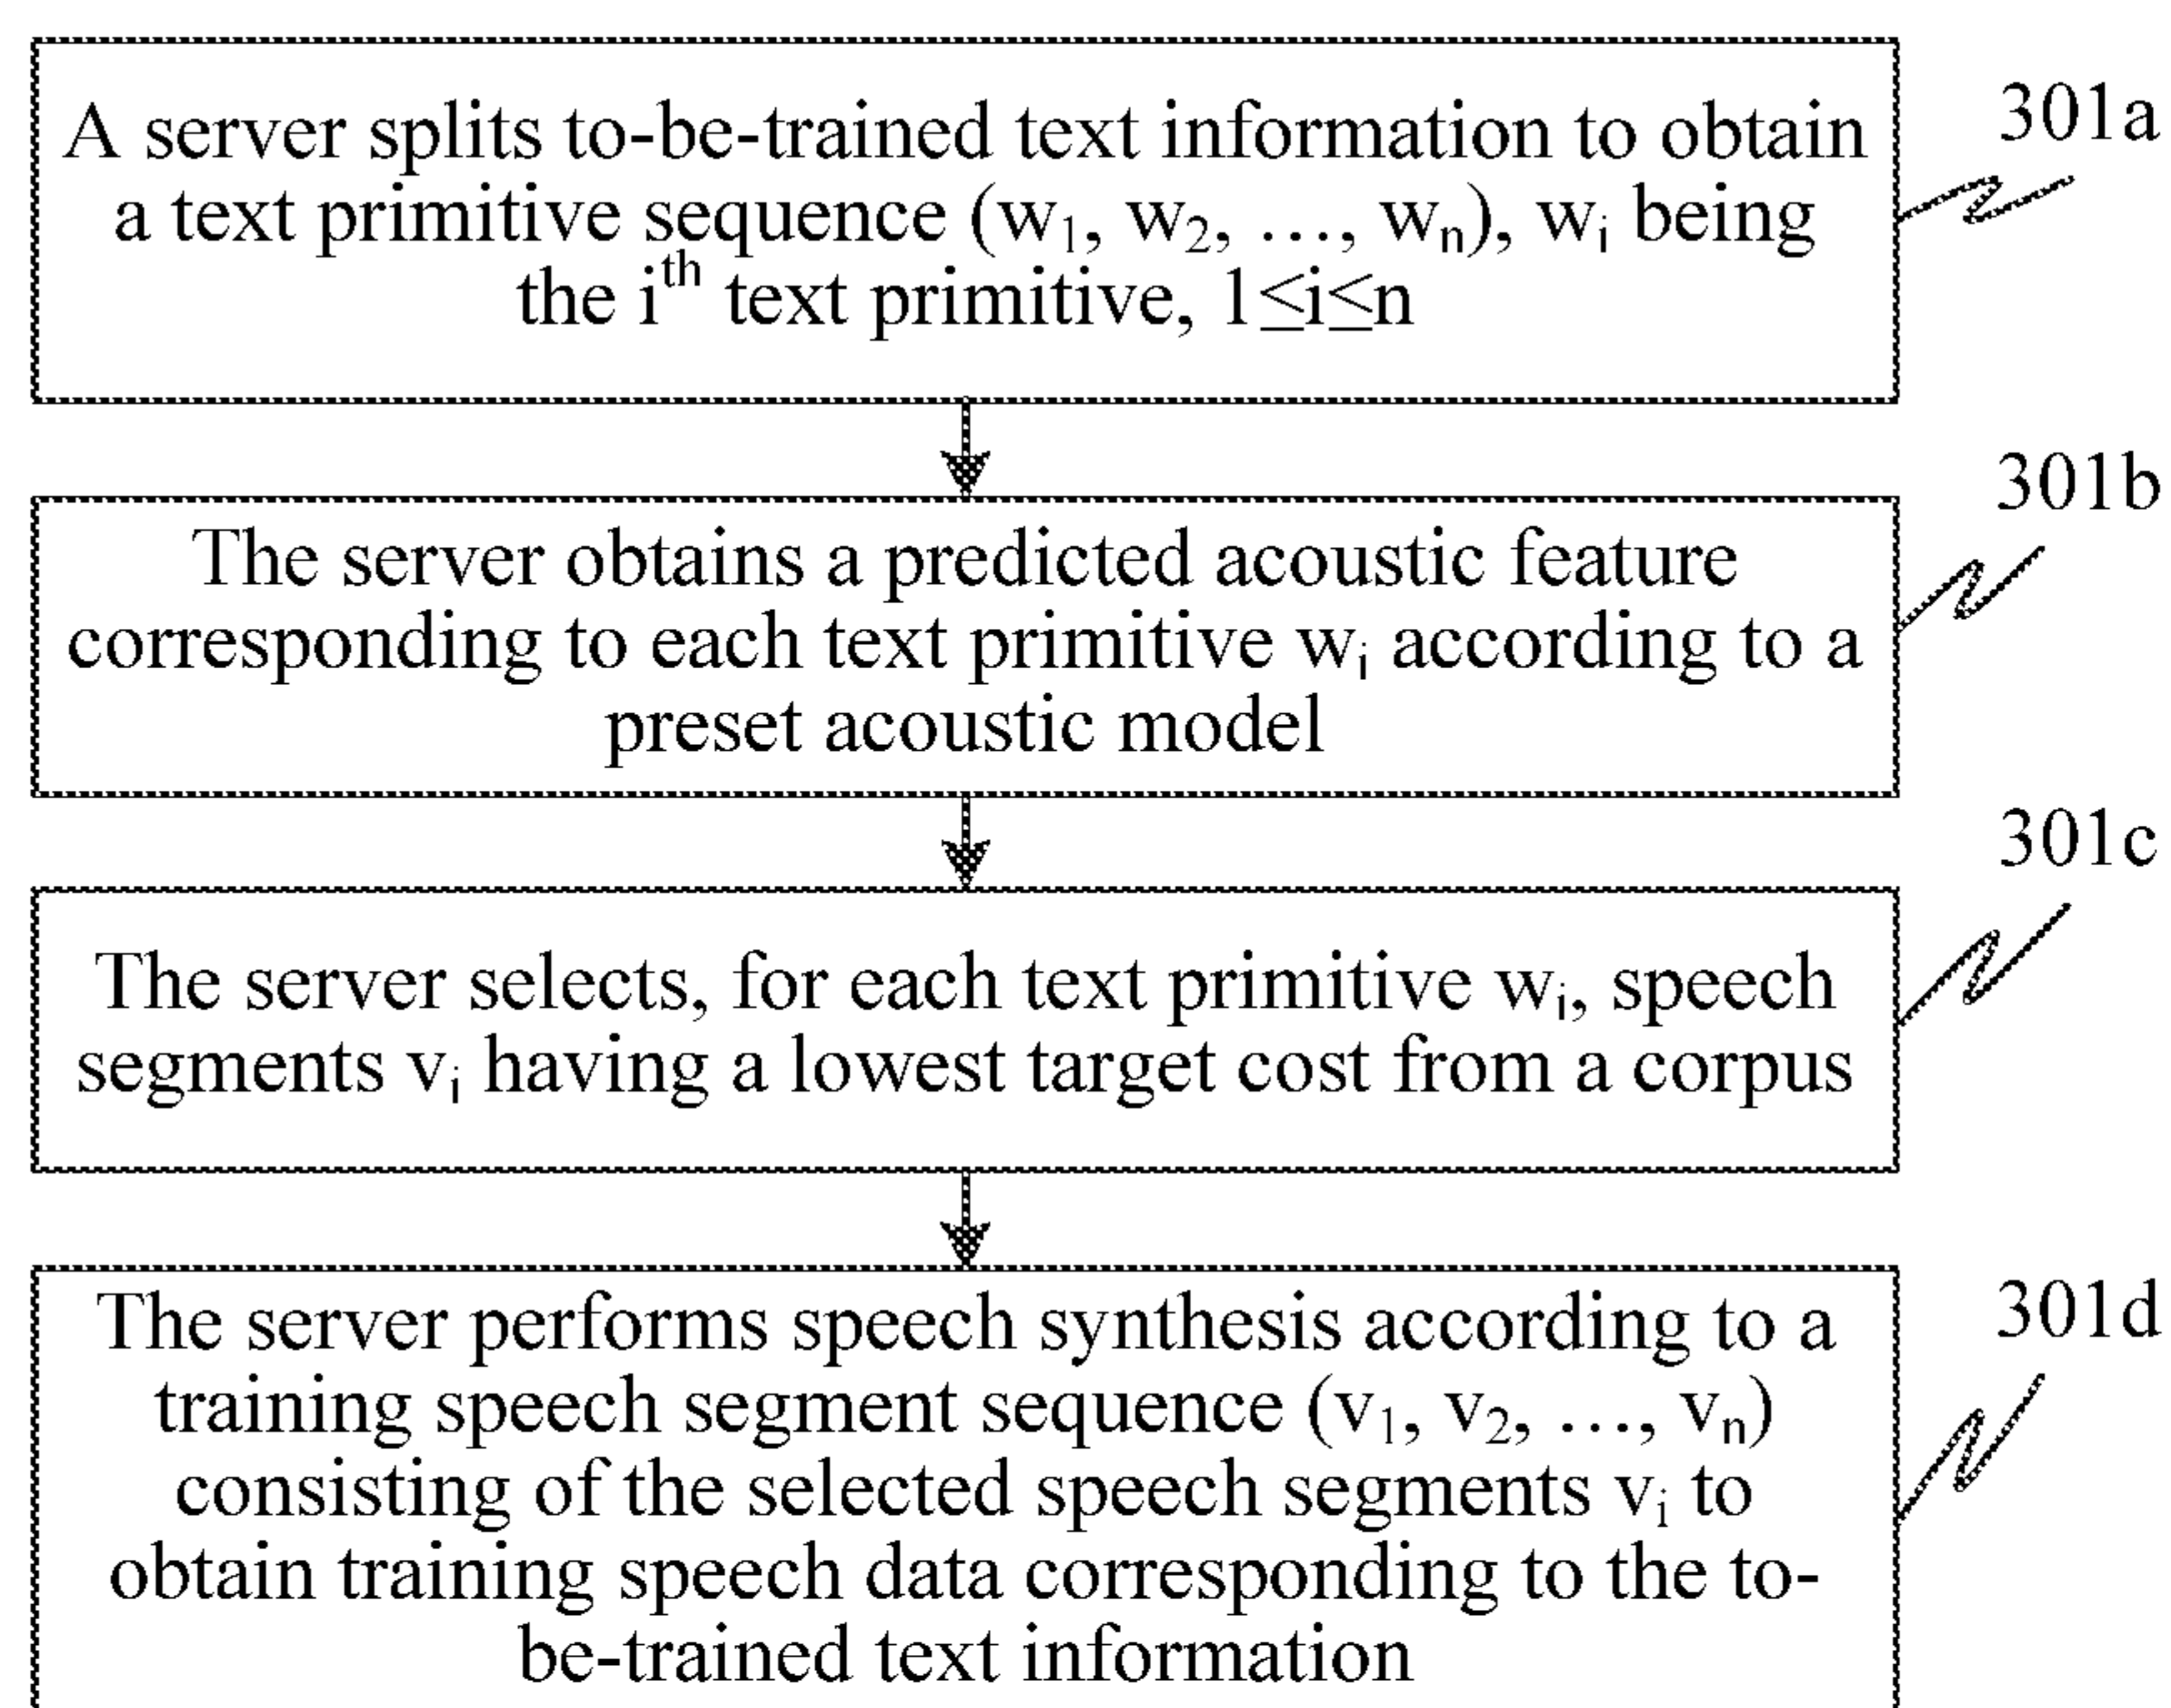 A server splits to-be-trained text information to obtain
a text primitive sequence (w₁, w₂, …, wₙ), wᵢ being
the iᵗʰ text primitive, 1≤i≤n
301a
The server obtains a predicted acoustic feature
corresponding to each text primitive wᵢ according to a
preset acoustic model
301b
The server selects, for each text primitive wᵢ, speech
segments vᵢ having a lowest target cost from a corpus
301c
The server performs speech synthesis according to a
training speech segment sequence (v₁, v₂, …, vₙ)
consisting of the selected speech segments vᵢ to
obtain training speech data corresponding to the to-
be-trained text information
301d